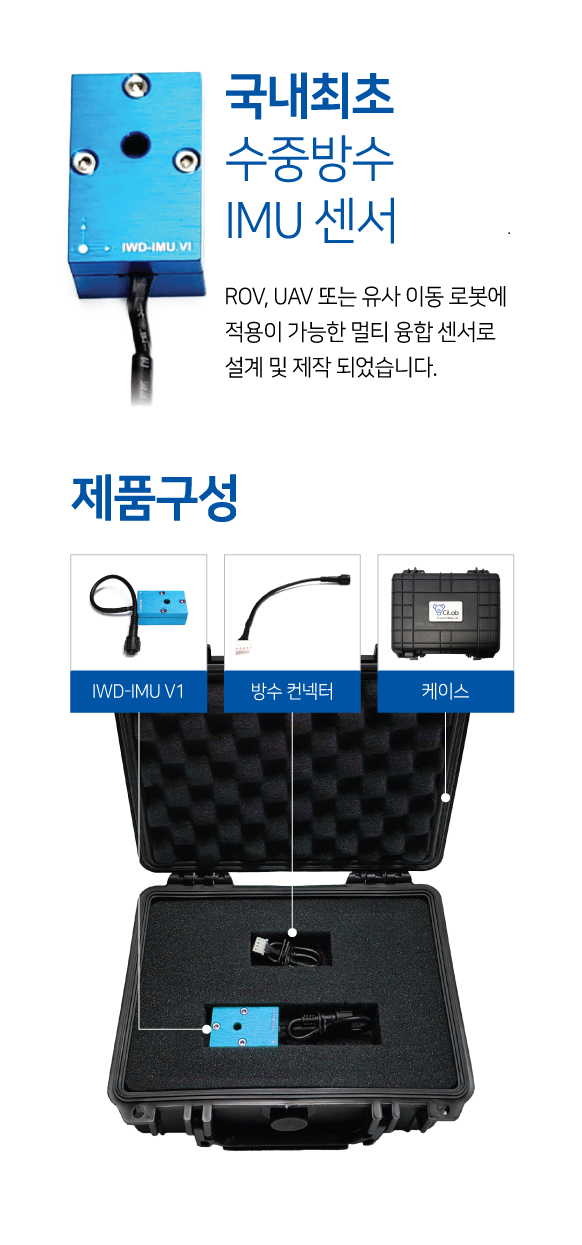 국내최초
수중방수
IMU 센서
IWD-IMU.V1
ROV, UAV 또는 유사 이동 로봇에
적용이 가능한 멀티 융합 센서로
설계 및 제작 되었습니다.
제품구성
CiLab
IWD-IMU V1
방수 컨넥터
케이스